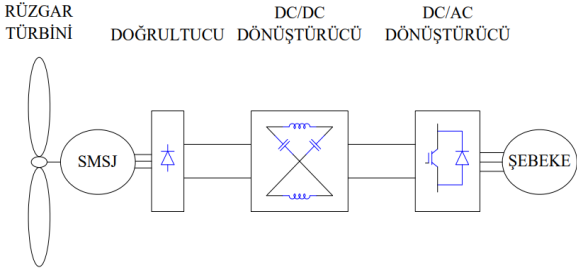 RÜZGAR
TÜRBİNİ
DOĞRULTUCU
DC/DC
DÖNÜŞTÜRÜCÜ
DC/AC
DÖNÜŞTÜRÜCÜ
SMSJ
ŞEBEKE